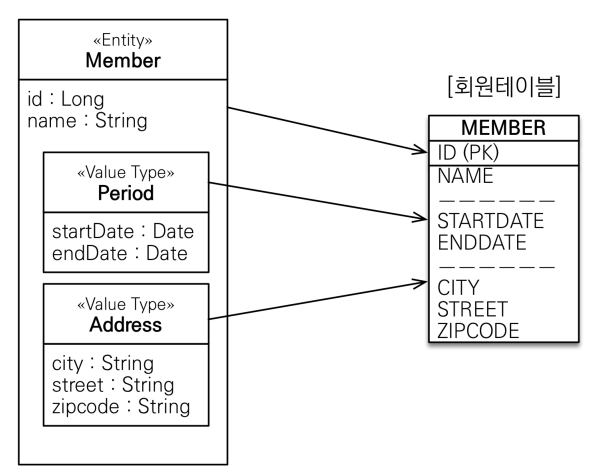 «Entity»
Member
id : Long
name : String
«Value Type»
Period
startDate : Date
endDate : Date
«Value Type»
Address
city : String
street : String
zipcode : String
[회원테이블]
MEMBER
ID (PK)
NAME
STARTDATE
ENDDATE
CITY
STREET
ZIPCODE